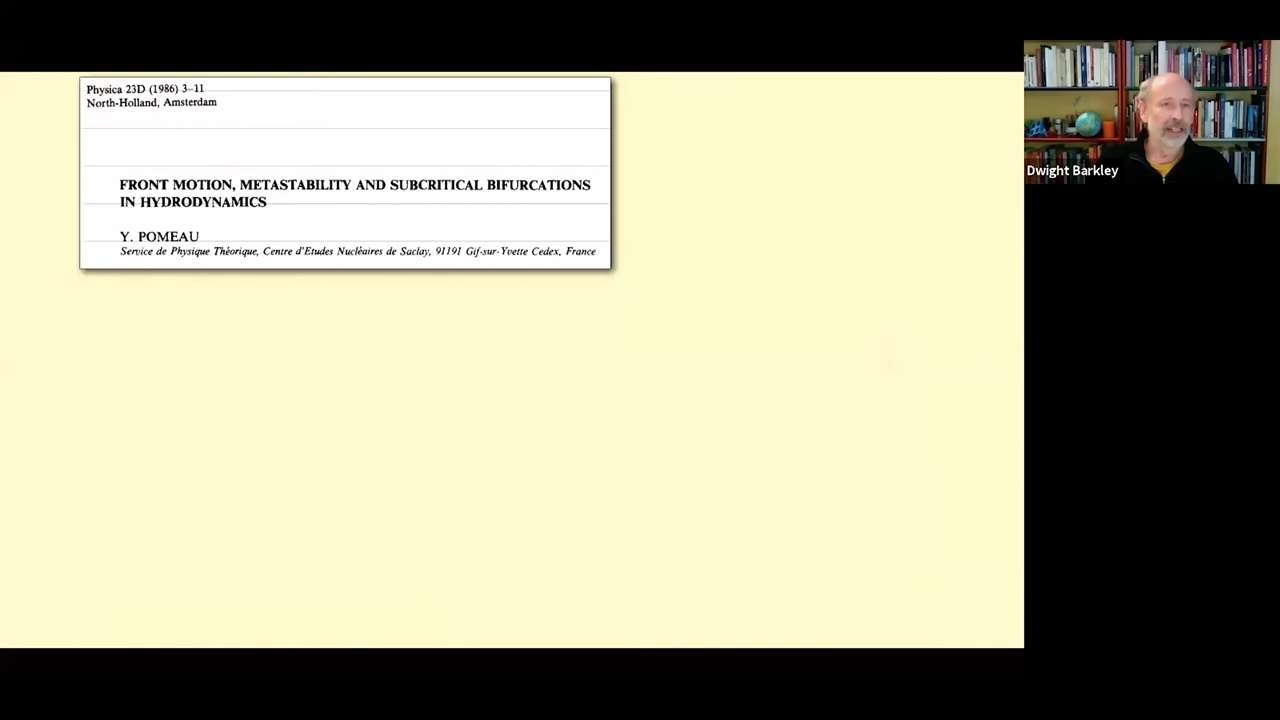 Physica 23D (1986) 3–11
North-Holland, Amsterdam
FRONT MOTION, METASTABILITY AND SUBCRITICAL BIFURCATIONS
IN HYDRODYNAMICS
Y. POMEAU
Service de Physique Théorique, Centre d'Etudes Nucléaires de Saclay, 91191 Gif-sur-Yvette Cedex, France
Dwight Barkley